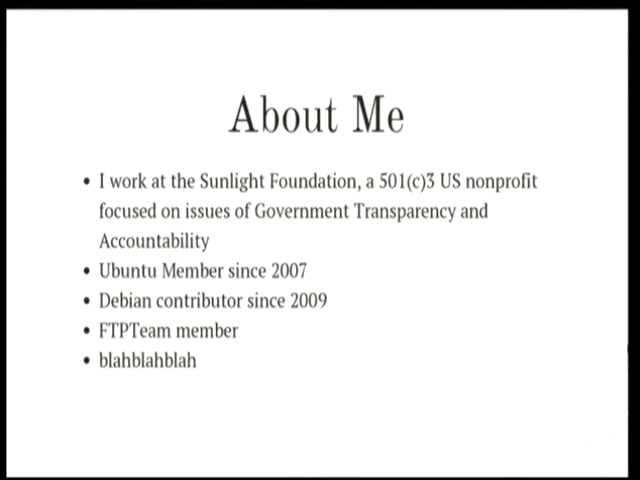 About Me
• I work at the Sunlight Foundation, a 501(c)3 US nonprofit
focused on issues of Government Transparency and
Accountability
• Ubuntu Member since 2007
• Debian contributor since 2009
• FTPTeam member
• blahblahblah